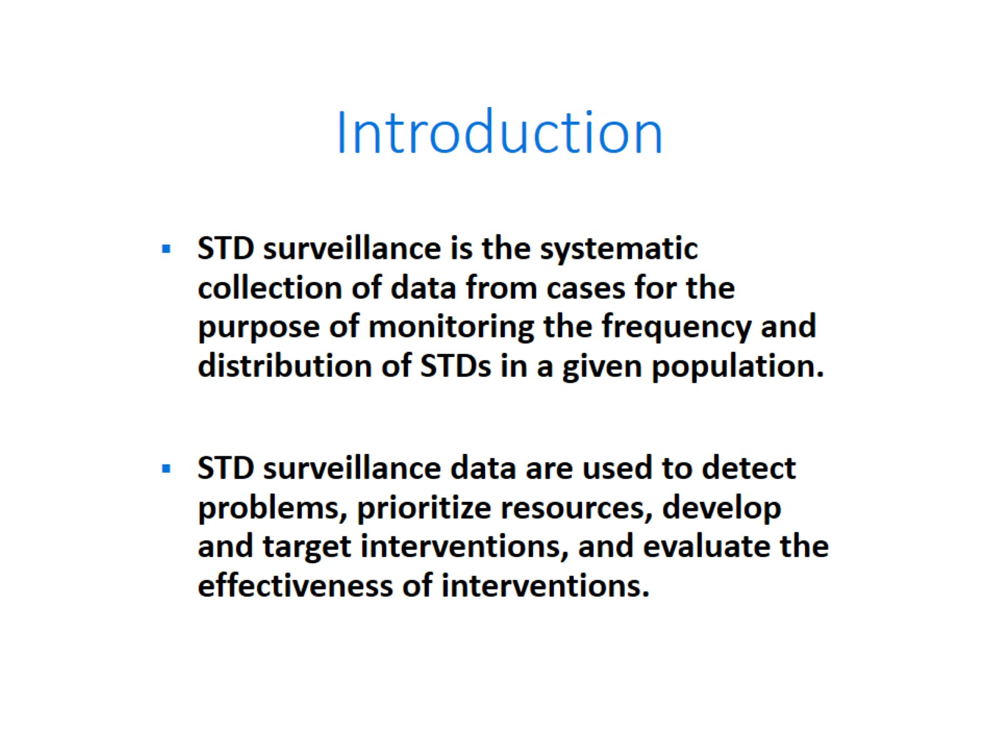 Introduction
▪ STD surveillance is the systematic
collection of data from cases for the
purpose of monitoring the frequency and
distribution of STDs in a given population.
▪ STD surveillance data are used to detect
problems, prioritize resources, develop
and target interventions, and evaluate the
effectiveness of interventions.